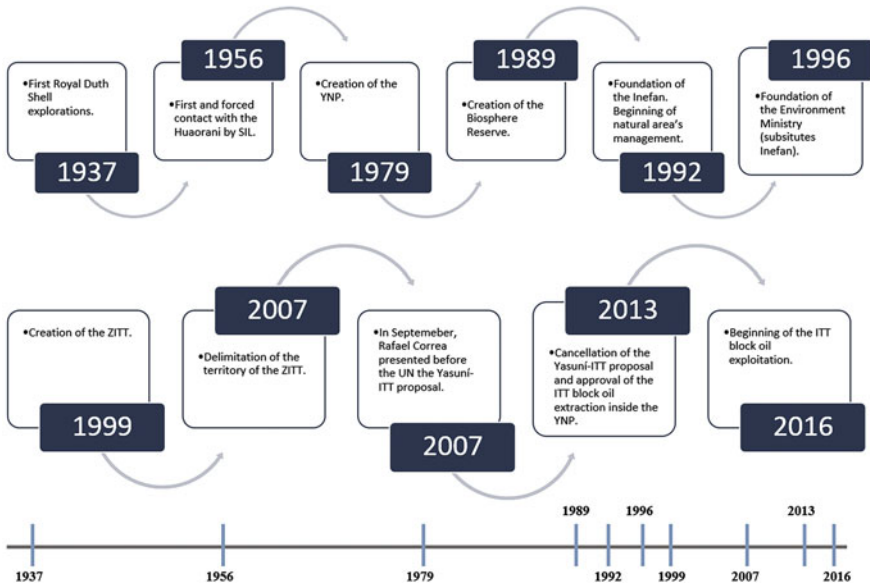 1956
1989
1996
•First Royal Duth
Shell
explorations.
•First and forced
contact with the
Huaorani by SIL.
•Creation of the
YNP.
•Creation of the
Biosphere
Reserve.
•Foundation of
the Inefan.
Beginning of
natural area's
management.
•Foundation of
the Environment
Ministry
(subsitutes
Inefan).
1937
1979
1992
2007
2013
•Creation of the ZITT.
•Delimitation of the
territory of the ZITT.
•In Septemeber,
Rafael Correa
presented before
the UN the Yasuní-
ITT proposal.
•Cancellation of the
Yasuní-ITT proposal
and approval of the
ITT block oil
extraction inside the
YNP.
•Beginning of the ITT
block oil
exploitation.
1999
2007
2016
1989 1996 2013
1937 1956 1979 1992 1999 2007 2016